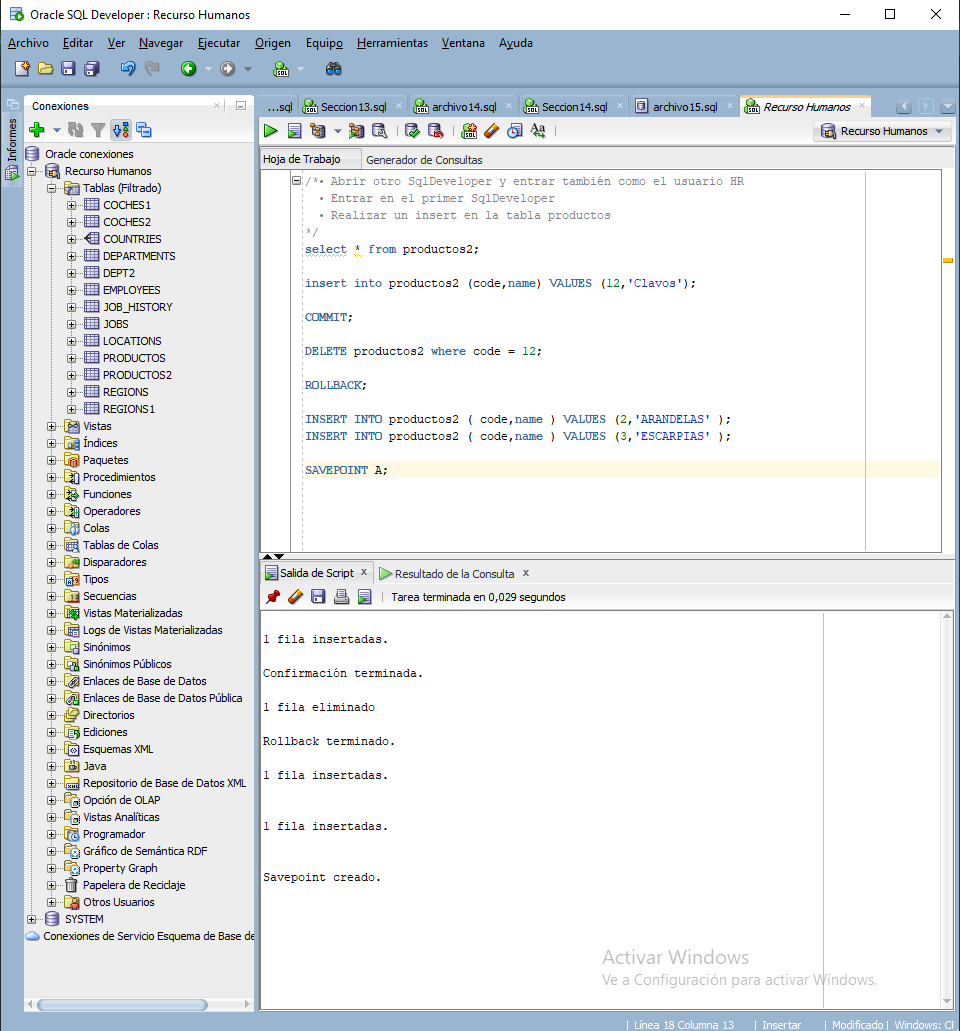 Oracle SQL Developer : Recurso Humanos
Archivo Editar Ver Navegar Ejecutar Origen Equipo Herramientas Ventana Ayuda
Informes
Conexiones
Oracle conexiones
Recurso Humanos
Tablas (Filtrado)
COCHES1
COCHES2
COUNTRIES
DEPARTMENTS
DEPT2
EMPLOYEES
JOB_HISTORY
JOBS
LOCATIONS
PRODUCTOS
PRODUCTOS2
REGIONS
REGIONS1
Vistas
Índices
Paquetes
Procedimientos
Funciones
Operadores
Colas
Tablas de Colas
Disparadores
Tipos
Secuencias
Vistas Materializadas
Logs de Vistas Materializadas
Sinónimos
Sinónimos Públicos
Enlaces de Base de Datos
Enlaces de Base de Datos Pública
Directorios
Ediciones
Esquemas XML
Java
Repositorio de Base de Datos XML
Opción de OLAP
Vistas Analíticas
Programador
Gráfico de Semántica RDF
Property Graph
Papelera de Reciclaje
Otros Usuarios
SYSTEM
Conexiones de Servicio Esquema de Base de
...sql Seccion13.sql archivo14.sql Seccion14.sql archivo15.sql Recurso Humanos
Recurso Humanos
Hoja de Trabajo Generador de Consultas
/*• Abrir otro SqlDeveloper y entrar también como el usuario HR
• Entrar en el primer SqlDeveloper
• Realizar un insert en la tabla productos
*/
select * from productos2;
insert into productos2 (code,name) VALUES (12,'Clavos');
COMMIT;
DELETE productos2 where code = 12;
ROLLBACK;
INSERT INTO productos2 ( code,name ) VALUES (2,'ARANDELAS' );
INSERT INTO productos2 ( code,name ) VALUES (3,'ESCARPIAS' );
SAVEPOINT A;
Salida de Script x Resultado de la Consulta x
Tarea terminada en 0,029 segundos
1 fila insertadas.
Confirmación terminada.
1 fila eliminado
Rollback terminado.
1 fila insertadas.
1 fila insertadas.
Savepoint creado.
Activar Windows
Ve a Configuración para activar Windows.
Línea 18 Columna 13 | Insertar | Modificado | Windows: CF